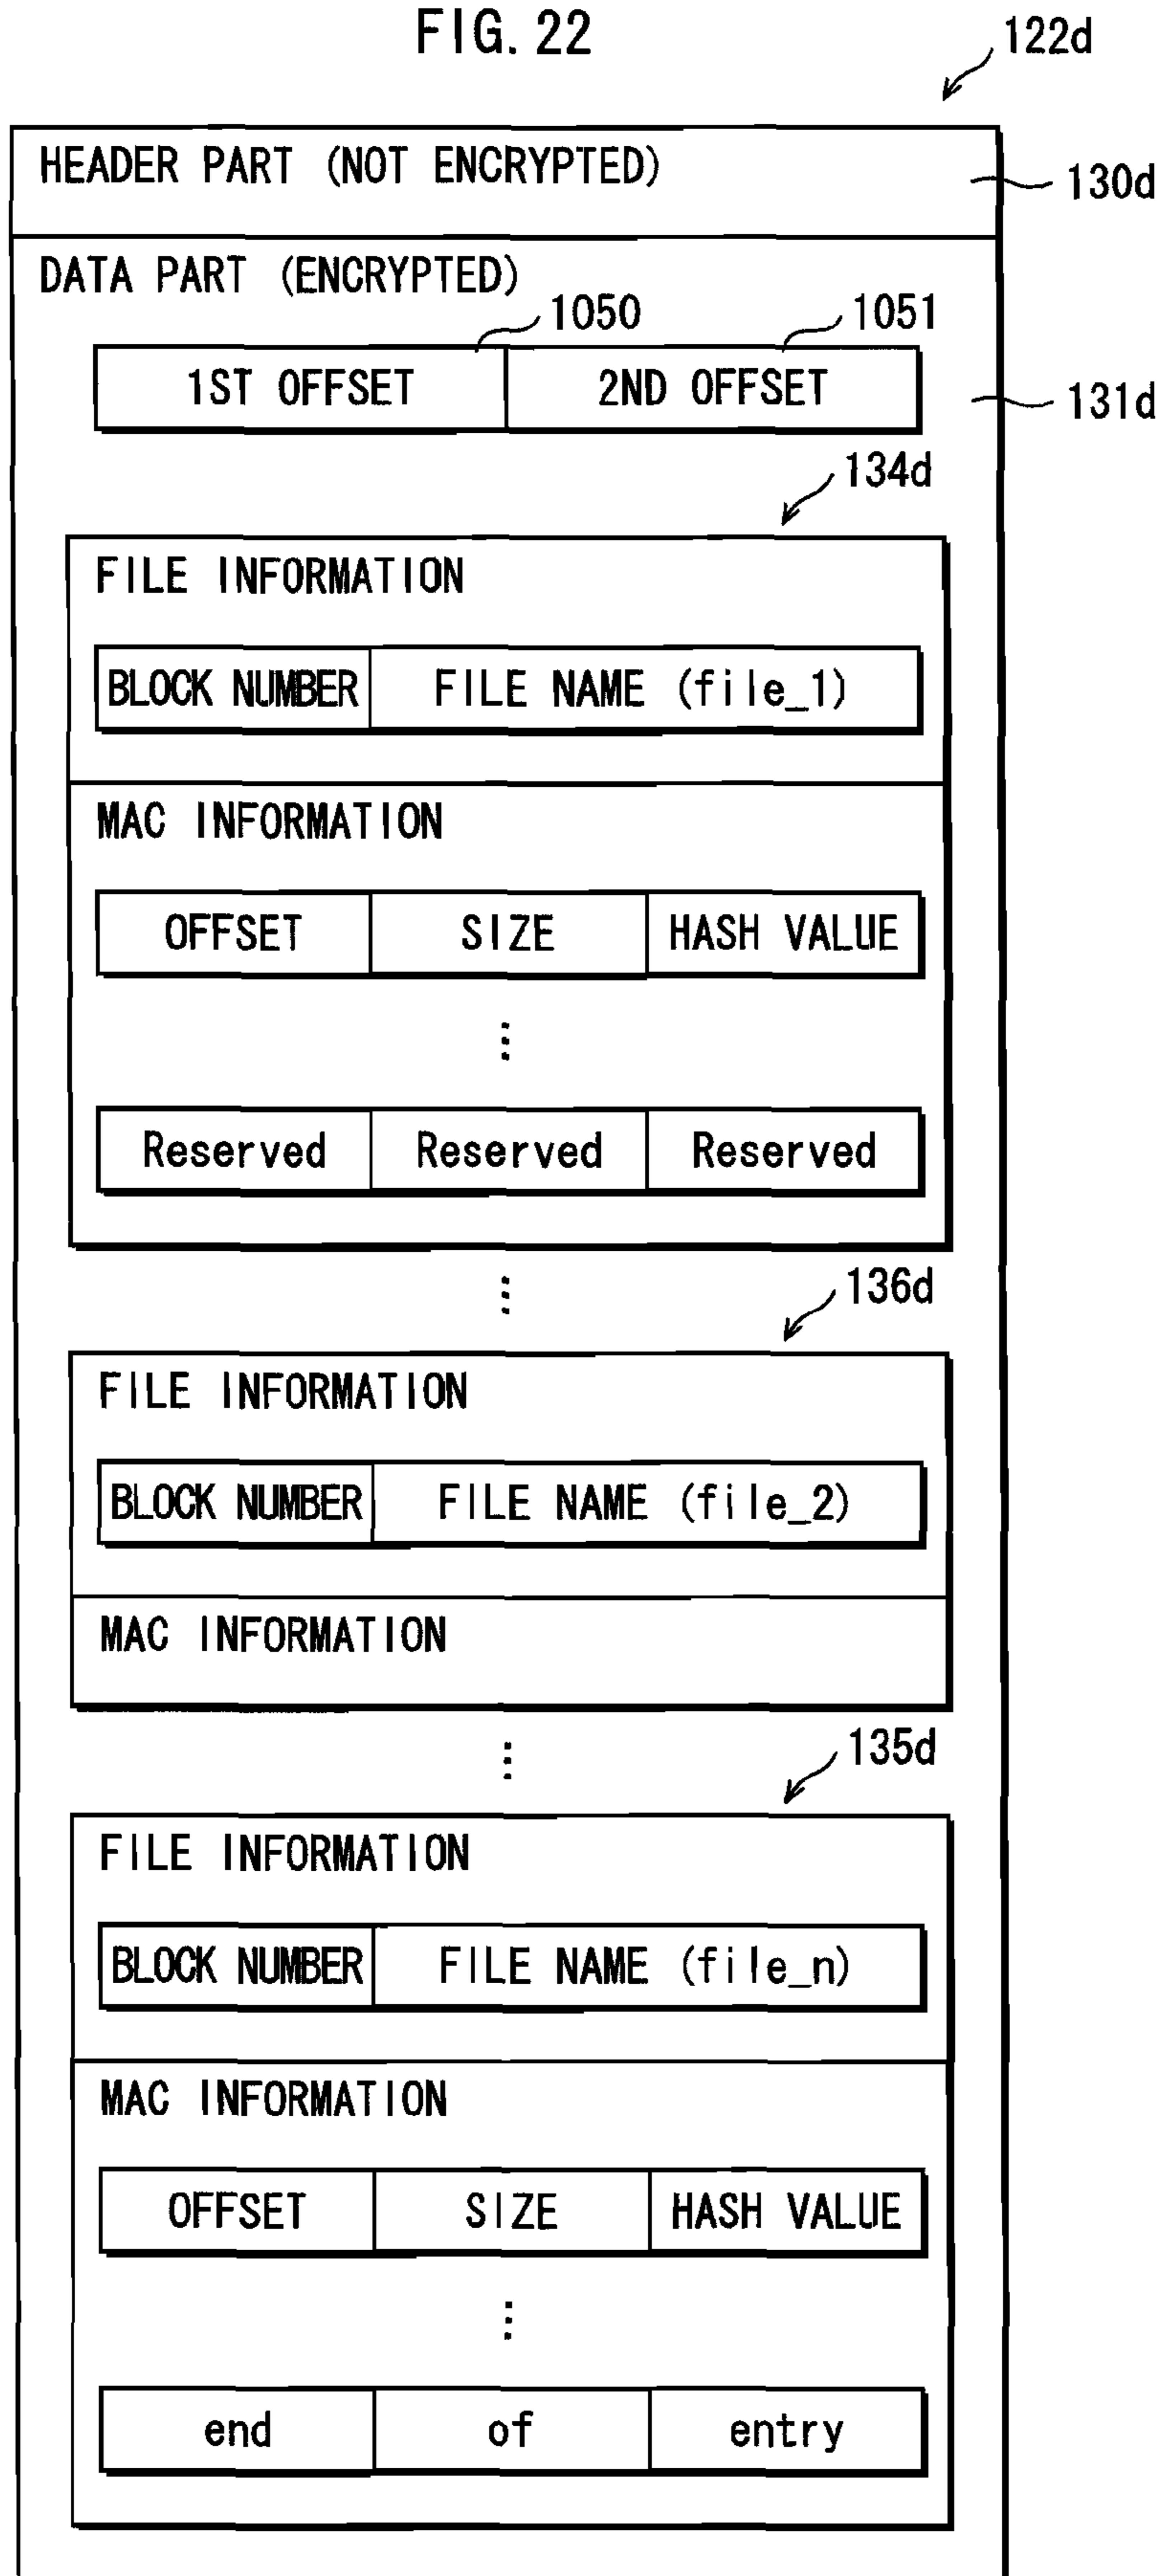 FIG. 22
122d
HEADER PART (NOT ENCRYPTED)
130d
DATA PART (ENCRYPTED)
1050
1051
1ST OFFSET
2ND OFFSET
131d
134d
FILE INFORMATION
BLOCK NUMBER
FILE NAME (file_1)
MAC INFORMATION
OFFSET
SIZE
HASH VALUE
Reserved
Reserved
Reserved
136d
FILE INFORMATION
BLOCK NUMBER
FILE NAME (file_2)
MAC INFORMATION
135d
FILE INFORMATION
BLOCK NUMBER
FILE NAME (file_n)
MAC INFORMATION
OFFSET
SIZE
HASH VALUE
end
of
entry